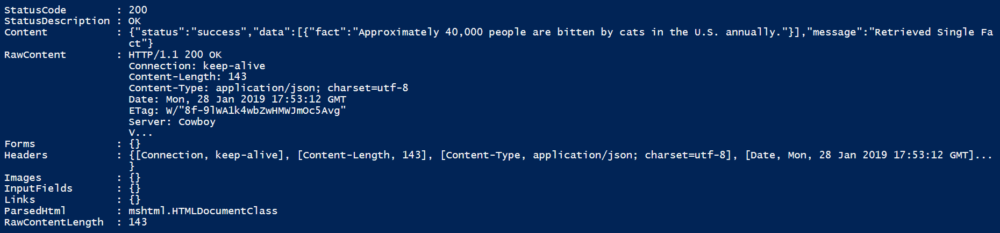 StatusCode        : 200
StatusDescription : OK
Content           : {"status":"success","data":[{"fact":"Approximately 40,000 people are bitten by cats in the U.S. annually."}],"message":"Retrieved Single Fa
                    ct"}
RawContent        : HTTP/1.1 200 OK
                    Connection: keep-alive
                    Content-Length: 143
                    Content-Type: application/json; charset=utf-8
                    Date: Mon, 28 Jan 2019 17:53:12 GMT
                    ETag: W/"8f-9lWA1k4wbZwHMWJmOc5Avg"
                    Server: Cowboy
                    V...
Forms             : {}
Headers           : {[Connection, keep-alive], [Content-Length, 143], [Content-Type, application/json; charset=utf-8], [Date, Mon, 28 Jan 2019 17:53:12 GMT]...
                    }
Images            : {}
InputFields       : {}
Links             : {}
ParsedHtml        : mshtml.HTMLDocumentClass
RawContentLength  : 143